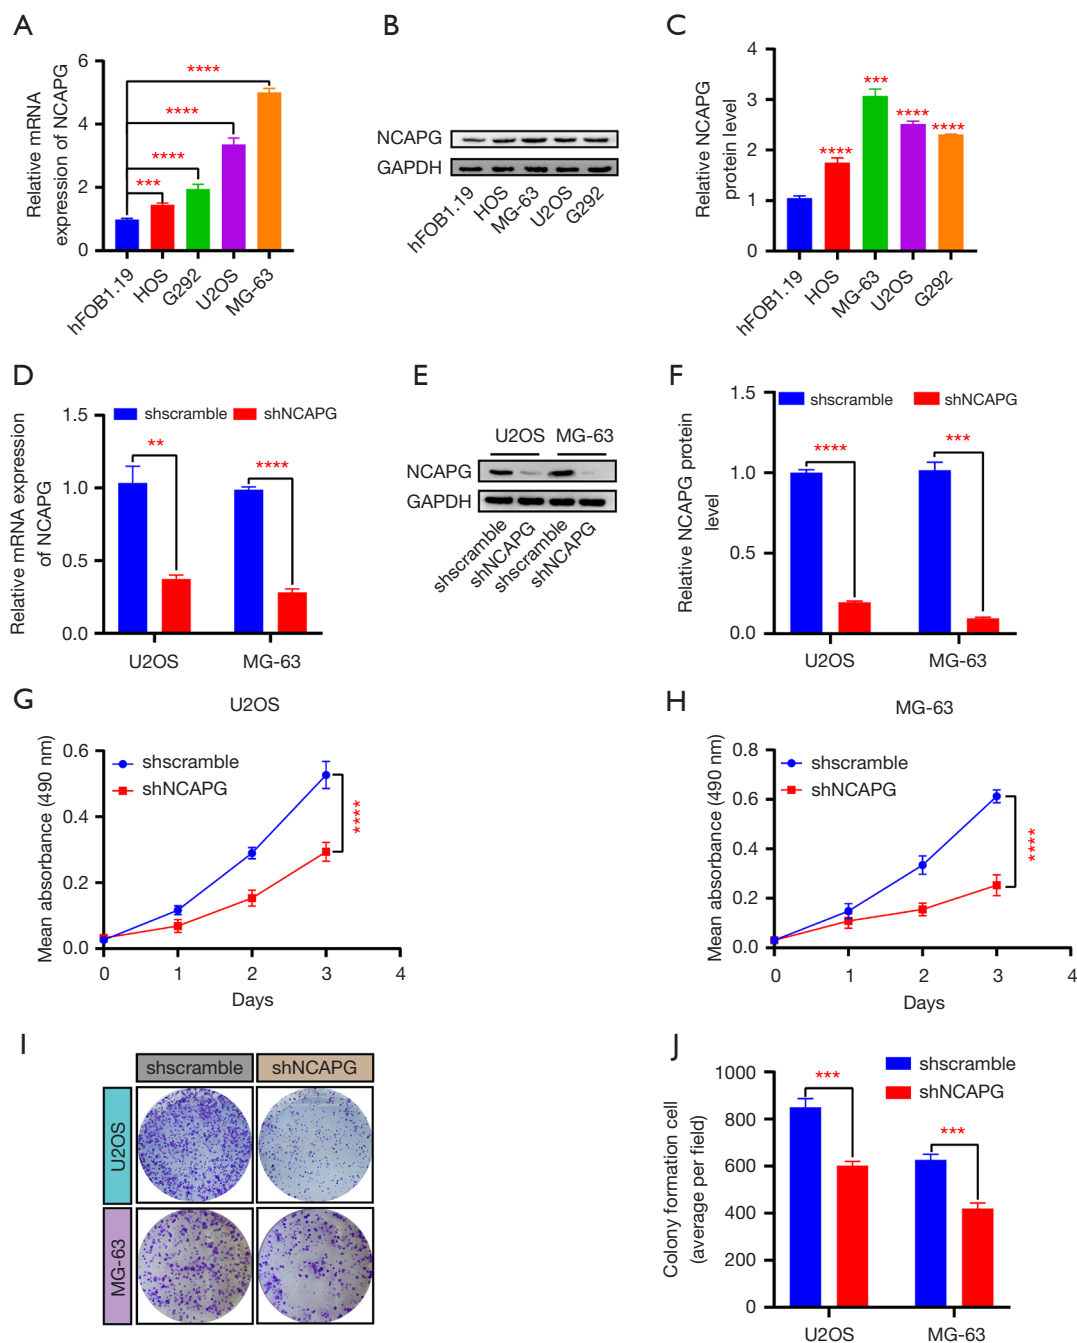 A
Relative mRNA
expression of NCAPG
6
4
2
0
****
****
****
***
hFOB1.19
HOS
G292
U2OS
MG-63
B
NCAPG
GAPDH
hFOB1.19
HOS
MG-63
U2OS
G292
C
Relative NCAPG
protein level
4
3
2
1
0
****
***
****
****
hFOB1.19
HOS
MG-63
U2OS
G292
D
Relative mRNA expression
of NCAPG
1.5
1.0
0.5
0.0
shscramble
shNCAPG
**
****
U2OS
MG-63
E
U2OS MG-63
NCAPG
GAPDH
shscramble
shNCAPG
shscramble
shNCAPG
F
Relative NCAPG protein
level
1.5
1.0
0.5
0.0
shscramble
shNCAPG
****
***
U2OS
MG-63
G
U2OS
Mean absorbance (490 nm)
0.6
0.4
0.2
0.0
shscramble
shNCAPG
****
0 1 2 3 4
Days
H
MG-63
Mean absorbance (490 nm)
0.8
0.6
0.4
0.2
0.0
shscramble
shNCAPG
****
0 1 2 3 4
Days
I
shscramble
shNCAPG
U2OS
MG-63
J
Colony formation cell
(average per field)
1000
800
600
400
200
0
shscramble
shNCAPG
***
***
U2OS
MG-63